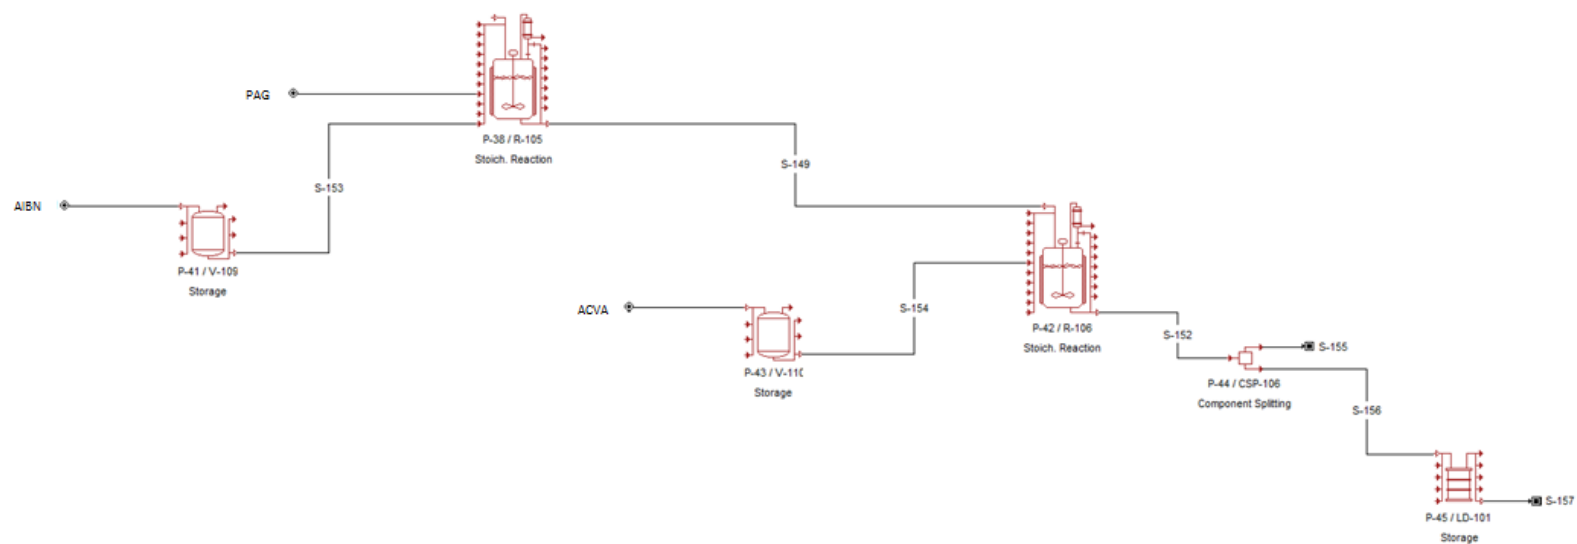 PAG
P-38 / R-105
Stoich. Reaction
S-149
S-153
AIBN
P-41 / V-109
Storage
ACVA
S-154
P-42 / R-106
Stoich. Reaction
S-152
P-43 / V-110
Storage
S-155
P-44 / CSP-106
Component Splitting
S-156
S-157
P-45 / LD-101
Storage